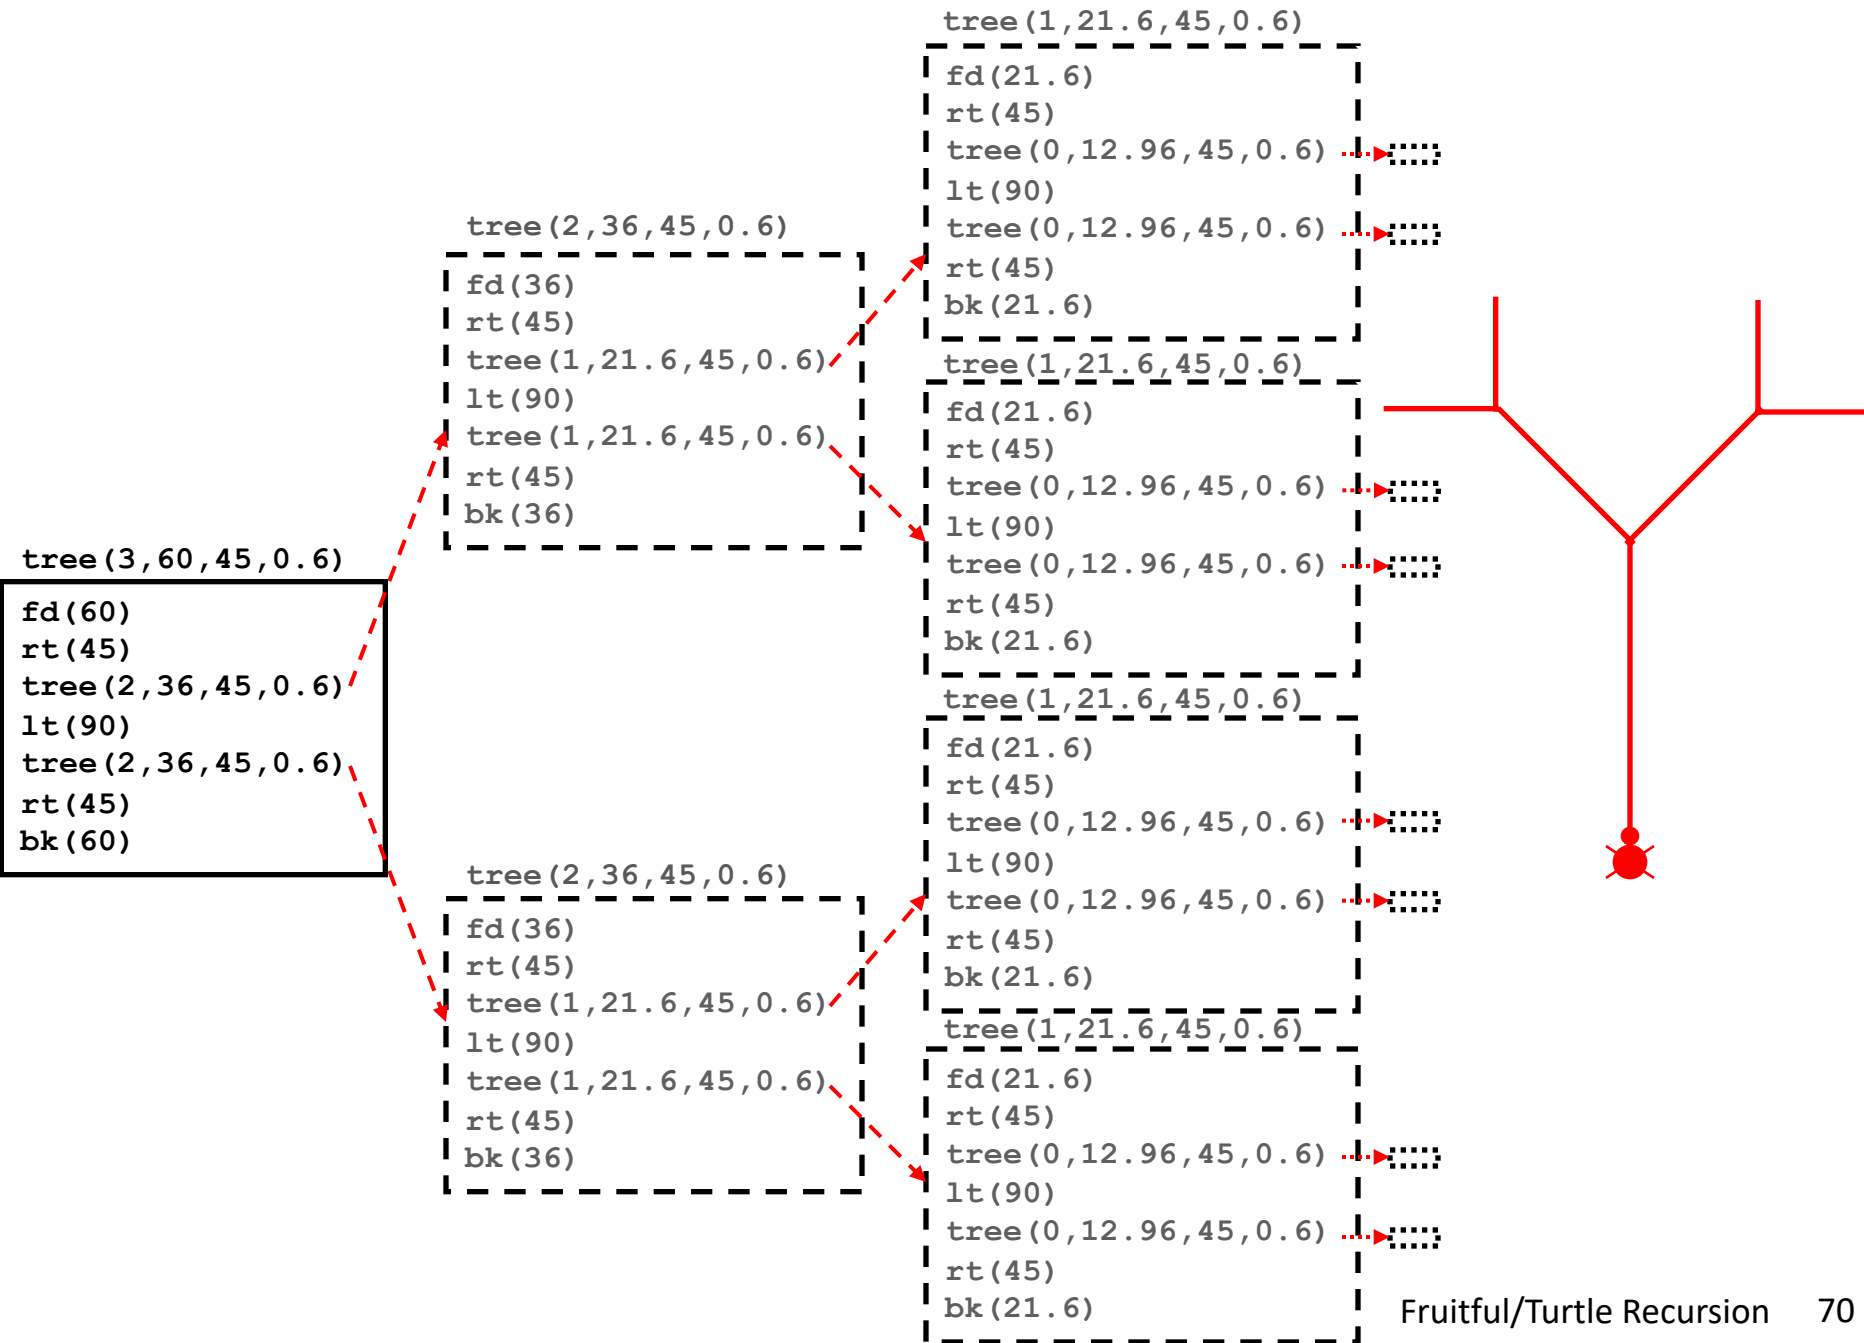 tree(3,60,45,0.6)
fd(60)
rt(45)
tree(2,36,45,0.6)
lt(90)
tree(2,36,45,0.6)
rt(45)
bk(60)
tree(2,36,45,0.6)
fd(36)
rt(45)
tree(1,21.6,45,0.6)
lt(90)
tree(1,21.6,45,0.6)
rt(45)
bk(36)
tree(2,36,45,0.6)
fd(36)
rt(45)
tree(1,21.6,45,0.6)
lt(90)
tree(1,21.6,45,0.6)
rt(45)
bk(36)
tree(1,21.6,45,0.6)
fd(21.6)
rt(45)
tree(0,12.96,45,0.6)
lt(90)
tree(0,12.96,45,0.6)
rt(45)
bk(21.6)
tree(1,21.6,45,0.6)
fd(21.6)
rt(45)
tree(0,12.96,45,0.6)
lt(90)
tree(0,12.96,45,0.6)
rt(45)
bk(21.6)
tree(1,21.6,45,0.6)
fd(21.6)
rt(45)
tree(0,12.96,45,0.6)
lt(90)
tree(0,12.96,45,0.6)
rt(45)
bk(21.6)
tree(1,21.6,45,0.6)
fd(21.6)
rt(45)
tree(0,12.96,45,0.6)
lt(90)
tree(0,12.96,45,0.6)
rt(45)
bk(21.6)
Fruitful/Turtle Recursion 70